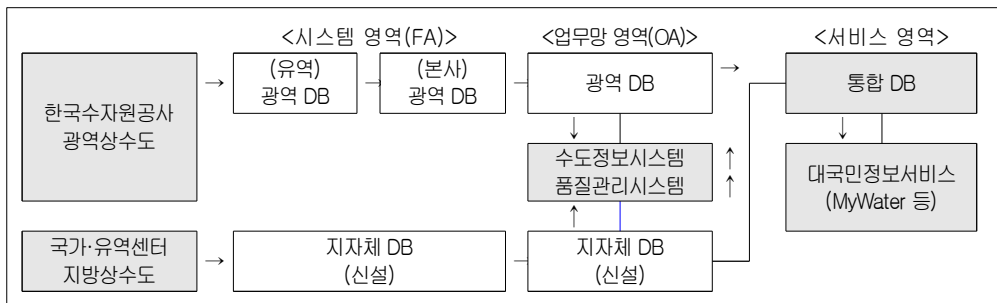 <시스템 영역(FA)>
<업무망 영역(OA)>
<서비스 영역>
한국수자원공사
광역상수도
→
(유역)
광역 DB
→
(본사)
광역 DB
광역 DB
→
통합 DB
↓
↓
수도정보시스템
품질관리시스템
↑
↑
대국민정보서비스
(MyWater 등)
↑
국가·유역센터
지방상수도
→
지자체 DB
(신설)
지자체 DB
(신설)